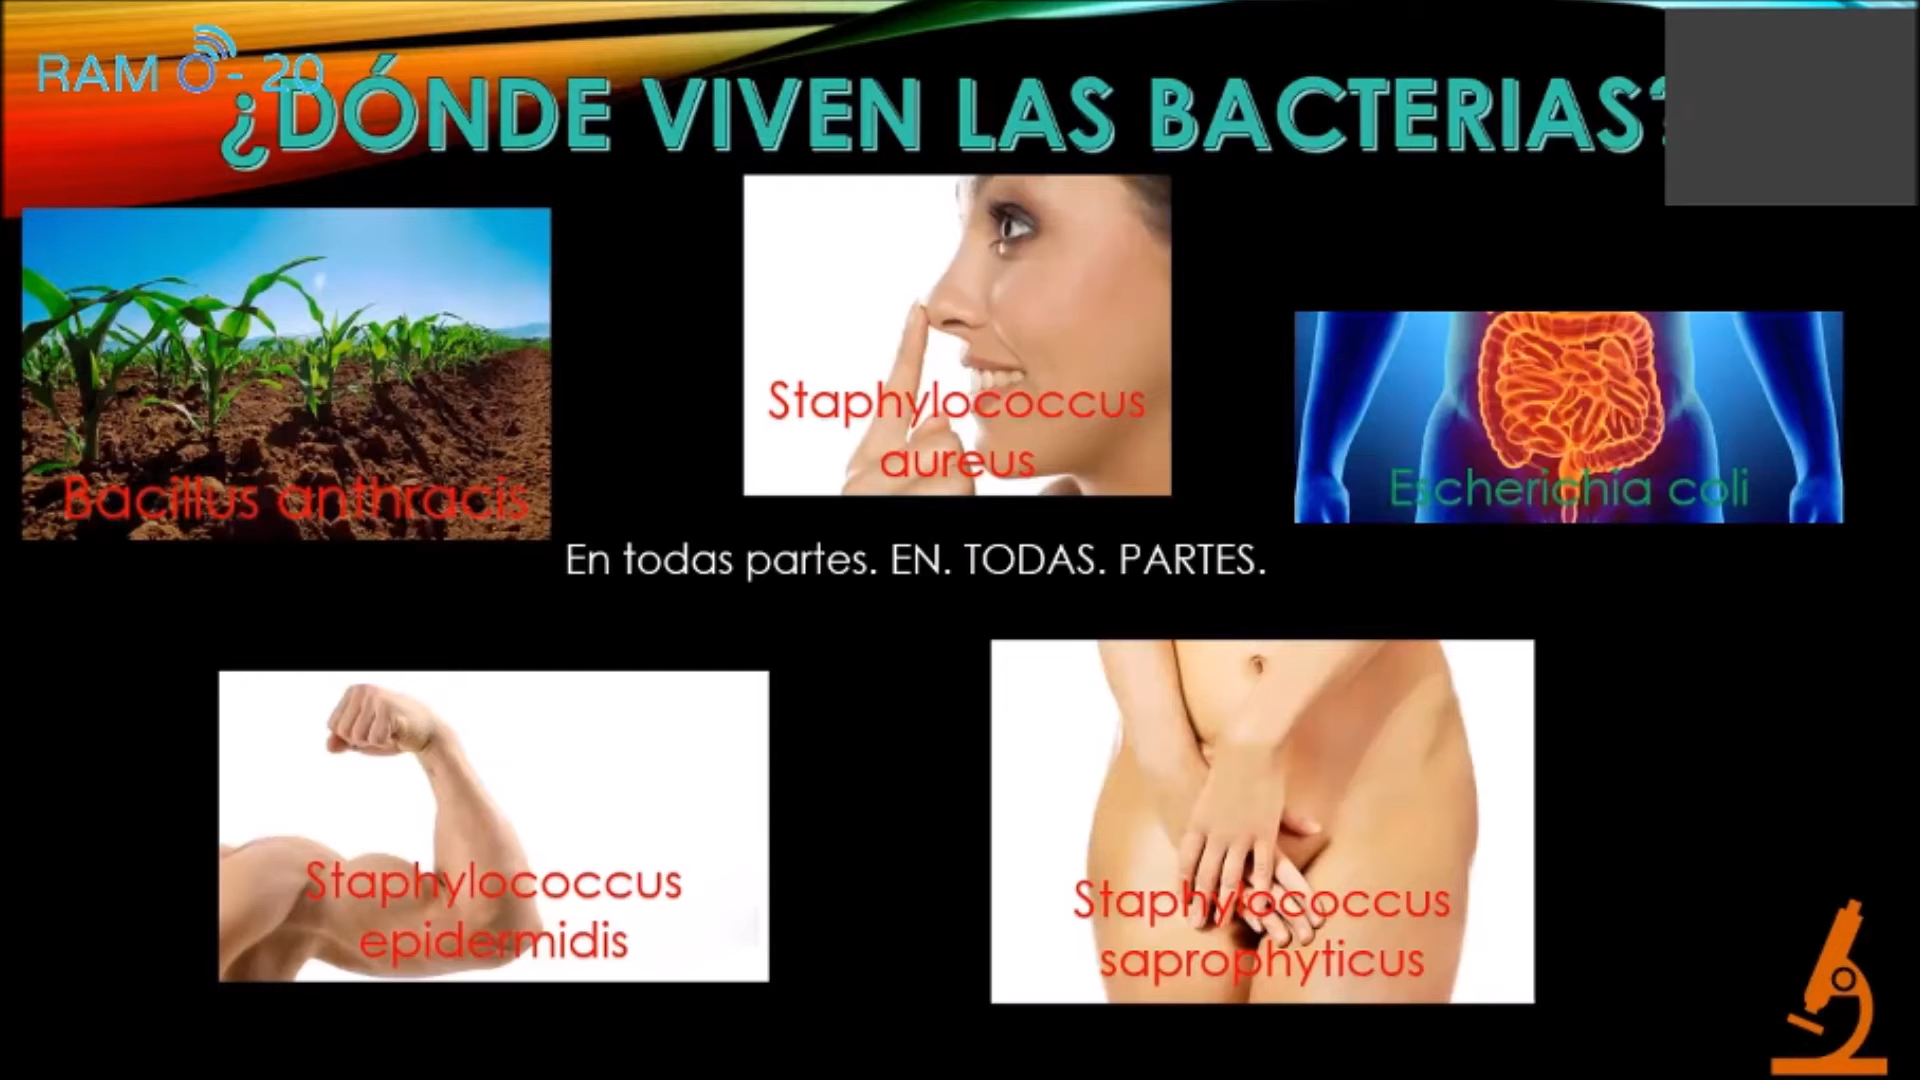 RAM O - 20
¿DÓNDE VIVEN LAS BACTERIAS?
Staphylococcus
aureus
Bacillus anthracis
Escherichia coli
En todas partes. EN. TODAS. PARTES.
Staphylococcus
epidermidis
Staphylococcus
saprophyticus